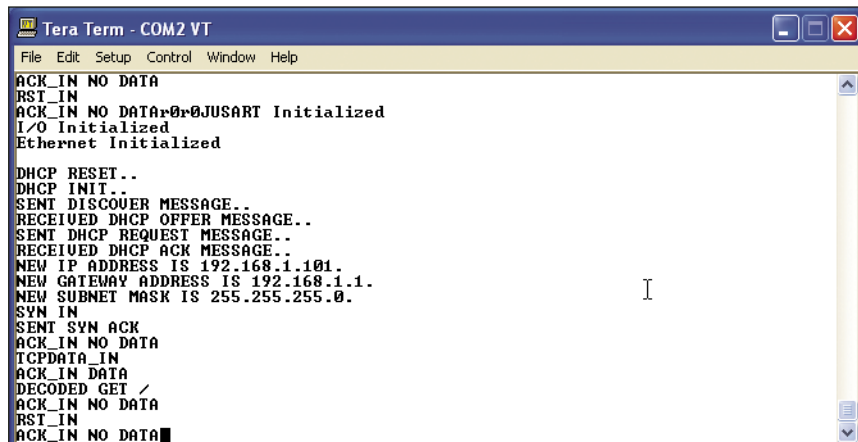 Tera Term - COM2 VT
File Edit Setup Control Window Help
ACK_IN NO DATA
RST_IN
ACK_IN NO DATAr0r0JUSART Initialized
I/O Initialized
Ethernet Initialized
DHCP RESET..
DHCP INIT..
SENT DISCOVER MESSAGE..
RECEIVED DHCP OFFER MESSAGE..
SENT DHCP REQUEST MESSAGE..
RECEIVED DHCP ACK MESSAGE..
NEW IP ADDRESS IS 192.168.1.101.
NEW GATEWAY ADDRESS IS 192.168.1.1.
NEW SUBNET MASK IS 255.255.255.0.
SYN IN
SENT SYN ACK
ACK_IN NO DATA
TCPDATA_IN
ACK_IN DATA
DECODED GET /
ACK_IN NO DATA
RST_IN
ACK_IN NO DATA